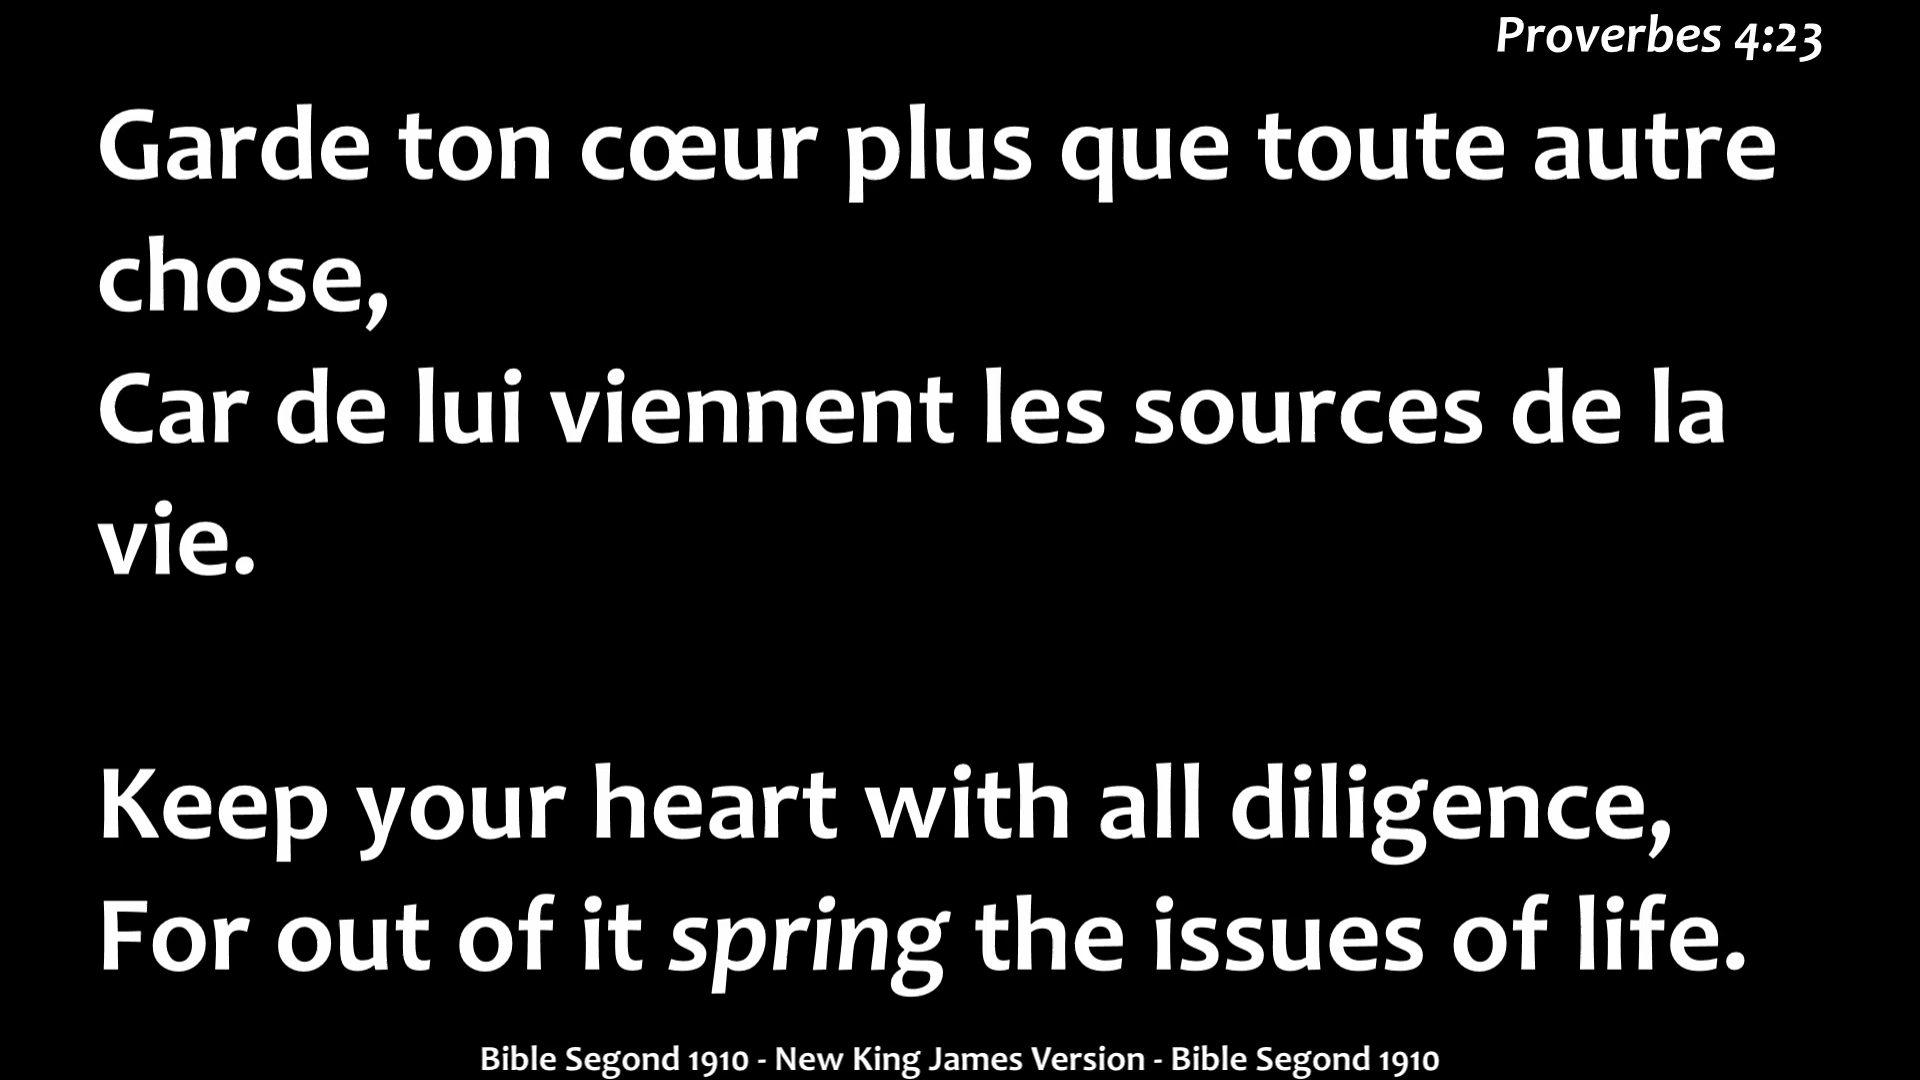 Proverbes 4:23
Garde ton cœur plus que toute autre
chose,
Car de lui viennent les sources de la
vie.
Keep your heart with all diligence,
For out of it spring the issues of life.
Bible Segond 1910 - New King James Version - Bible Segond 1910